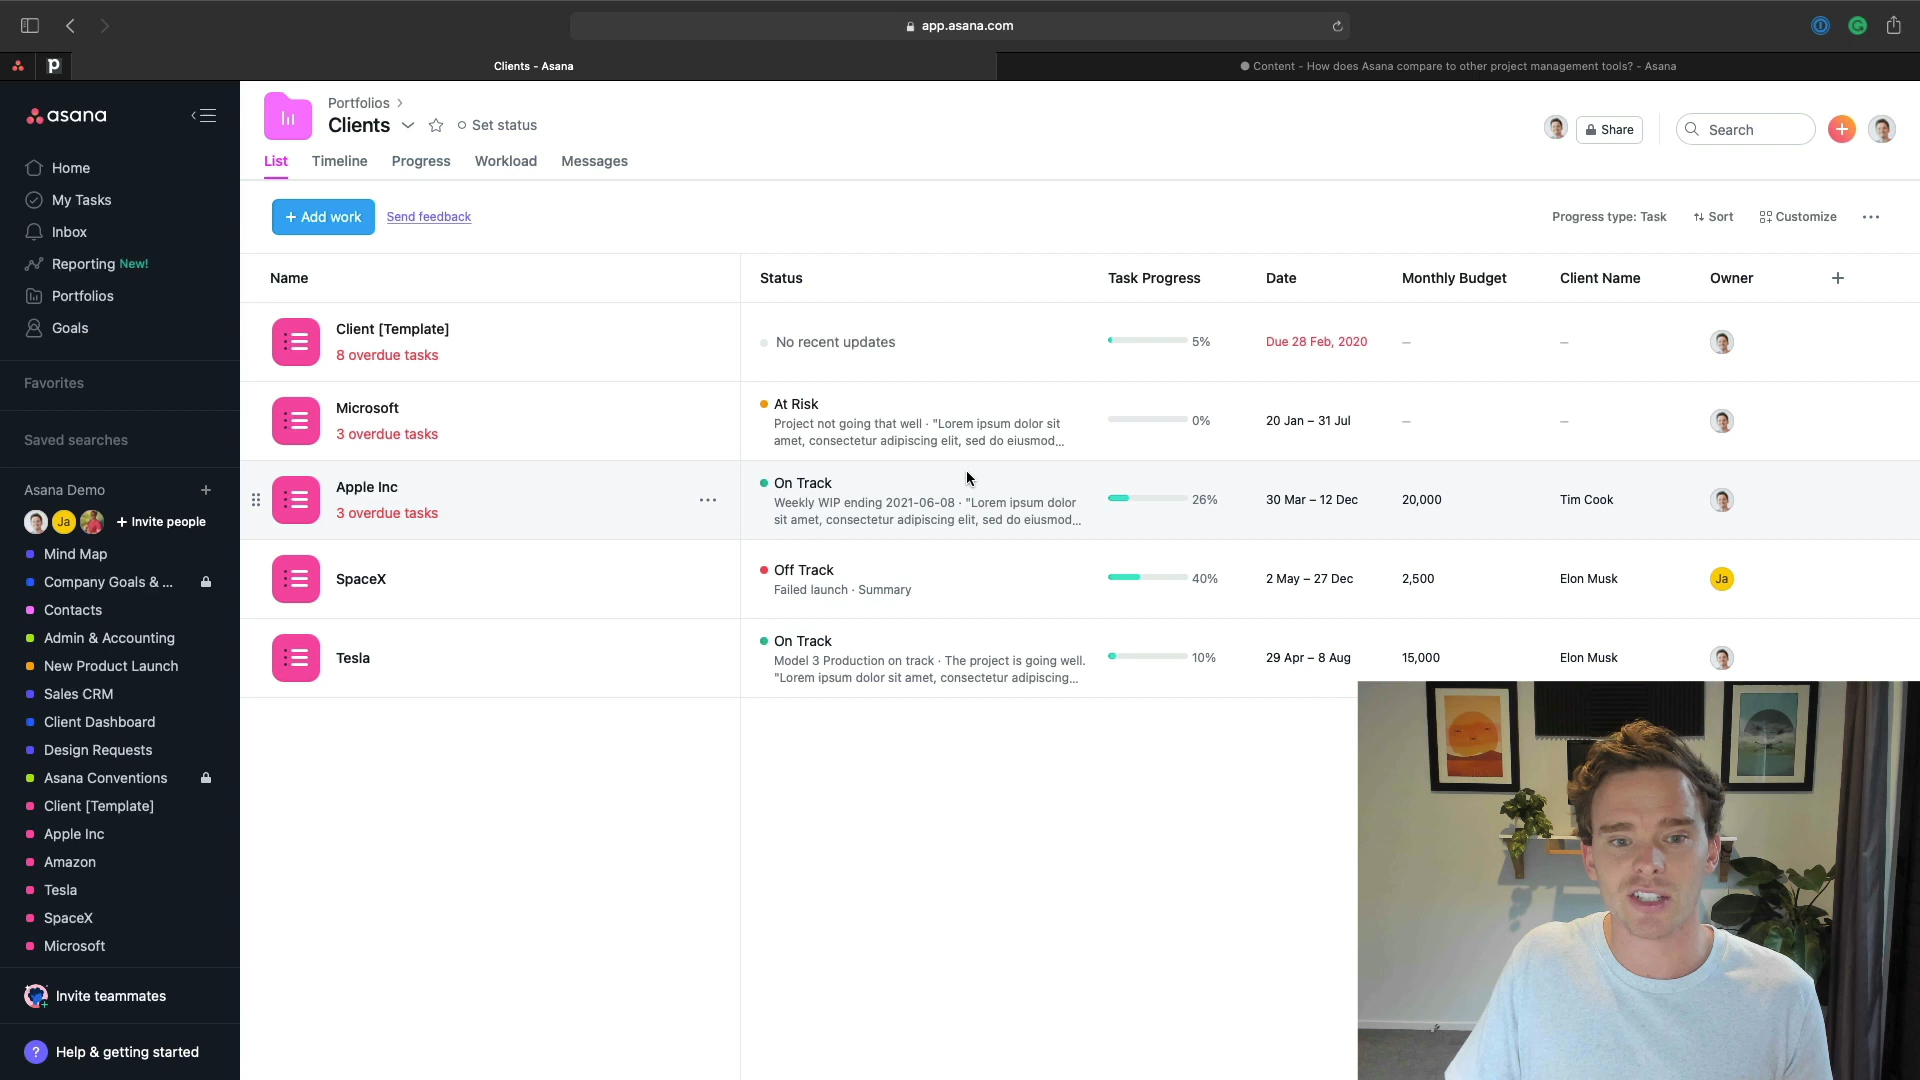 app.asana.com
p
Clients - Asana
Content - How does Asana compare to other project management tools? - Asana
asana
Home
My Tasks
Inbox
Reporting New!
Portfolios
Goals
Favorites
Saved searches
Asana Demo +
Ja
+ Invite people
Mind Map
Company Goals & ...
Contacts
Admin & Accounting
New Product Launch
Sales CRM
Client Dashboard
Design Requests
Asana Conventions
Client [Template]
Apple Inc
Amazon
Tesla
SpaceX
Microsoft
Invite teammates
? Help & getting started
Portfolios >
Clients
Set status
Share
Search
+
List Timeline Progress Workload Messages
+ Add work
Send feedback
Progress type: Task
Sort
Customize
...
Name Status Task Progress Date Monthly Budget Client Name Owner +
Client [Template]
8 overdue tasks
No recent updates
5%
Due 28 Feb, 2020
–
–
Microsoft
3 overdue tasks
At Risk
Project not going that well · "Lorem ipsum dolor sit
amet, consectetur adipiscing elit, sed do eiusmod...
0%
20 Jan – 31 Jul
–
–
Apple Inc
3 overdue tasks
...
On Track
Weekly WIP ending 2021-06-08 · "Lorem ipsum dolor
sit amet, consectetur adipiscing elit, sed do eiusmod...
26%
30 Mar – 12 Dec
20,000
Tim Cook
SpaceX
Off Track
Failed launch · Summary
40%
2 May – 27 Dec
2,500
Elon Musk
Ja
Tesla
On Track
Model 3 Production on track · The project is going well.
"Lorem ipsum dolor sit amet, consectetur adipiscing...
10%
29 Apr – 8 Aug
15,000
Elon Musk